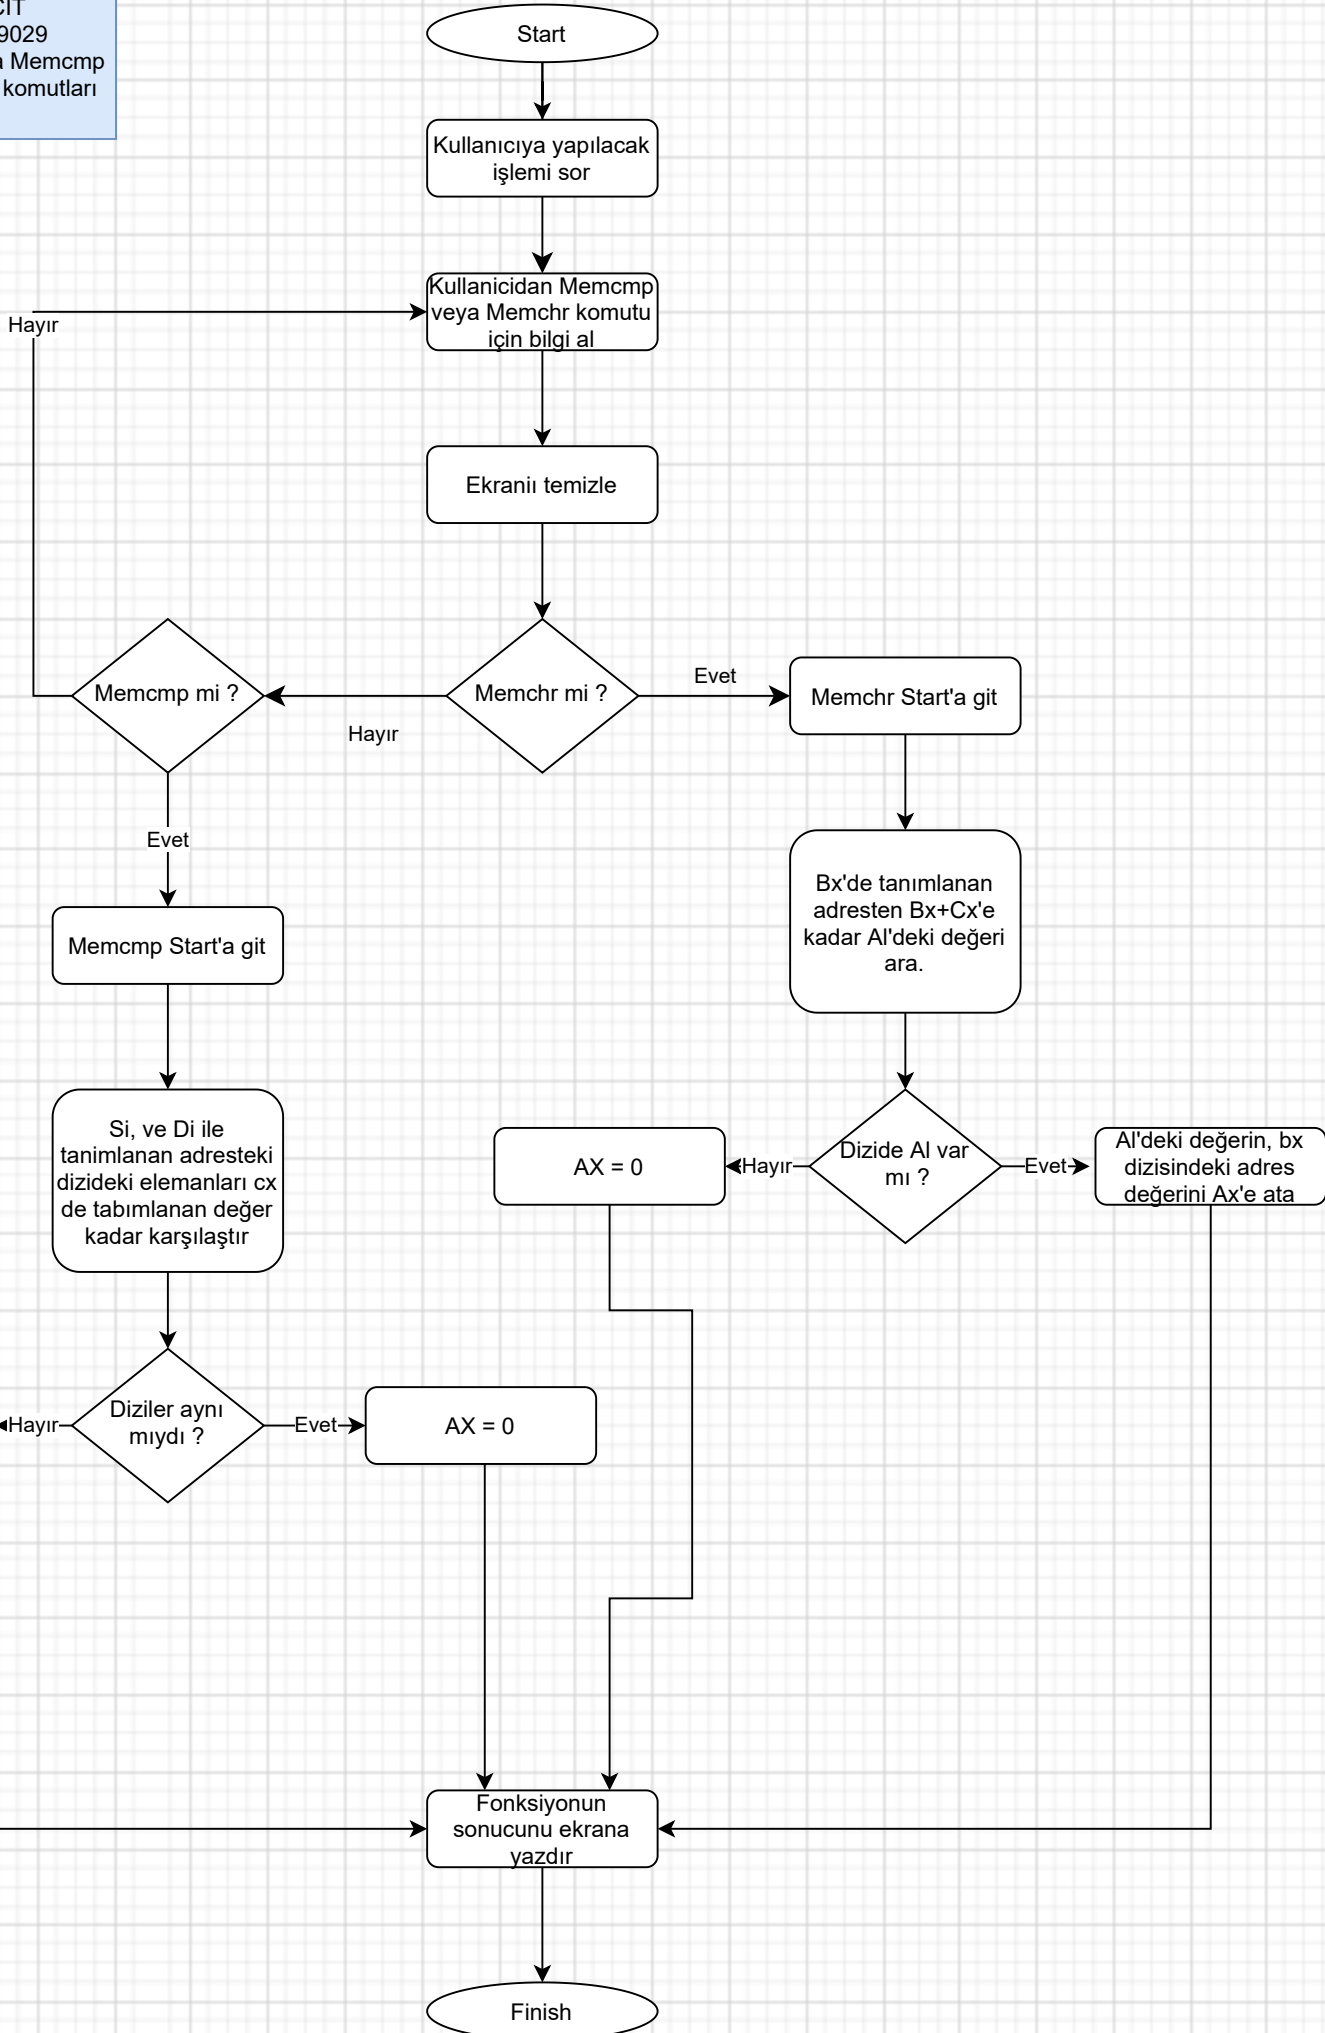 CİT
9029
a Memcmp
komutları
Start
Kullanıcıya yapılacak
işlemi sor
Kullanicidan Memcmp
veya Memchr komutu
için bilgi al
Hayır
Ekranıı temizle
Memcmp mi ?
Memchr mi ?
Evet
Memchr Start'a git
Hayır
Evet
Bx'de tanımlanan
adresten Bx+Cx'e
kadar Al'deki değeri
ara.
Memcmp Start'a git
Si, ve Di ile
tanimlanan adresteki
dizideki elemanları cx
de tabımlanan değer
kadar karşılaştır
AX = 0
Hayır
Dizide Al var
mı ?
Evet
Al'deki değerin, bx
dizisindeki adres
değerini Ax'e ata
Hayır
Diziler aynı
mıydı ?
Evet
AX = 0
Fonksiyonun
sonucunu ekrana
yazdır
Finish